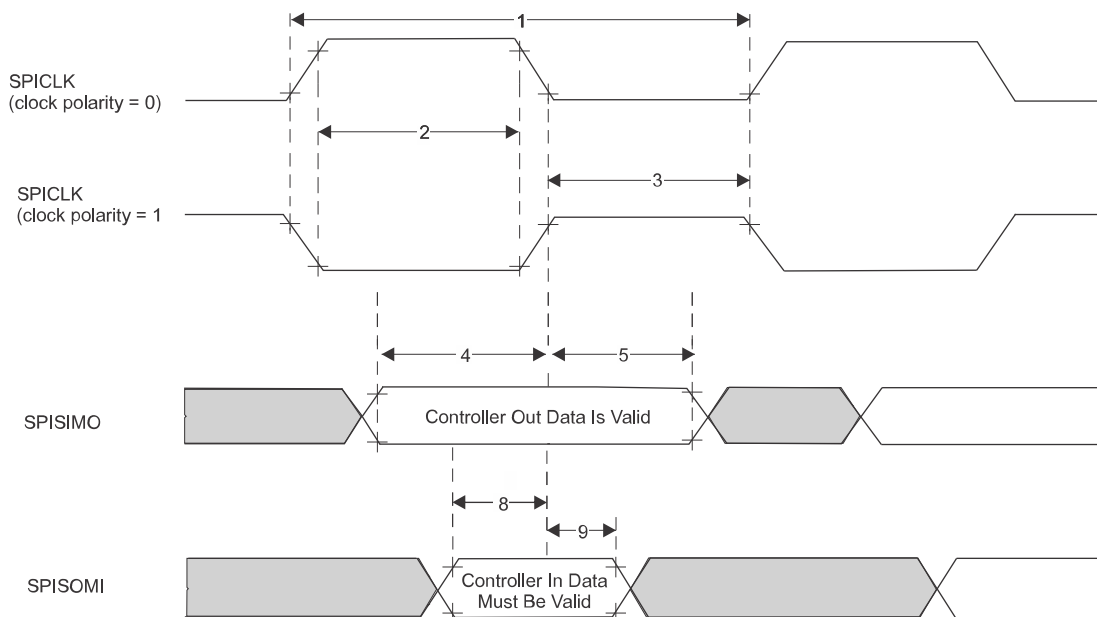 1
SPICLK
(clock polarity = 0)
2
3
SPICLK
(clock polarity = 1
4
5
SPISIMO
Controller Out Data Is Valid
8
9
SPISOMI
Controller In Data
Must Be Valid